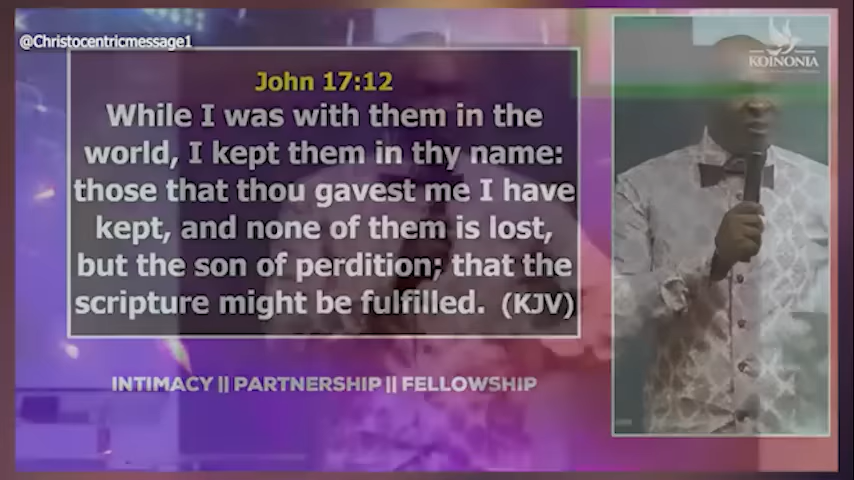 @Christocentricmessage1
KOINONIA
John 17:12
While I was with them in the
world, I kept them in thy name:
those that thou gavest me I have
kept, and none of them is lost,
but the son of perdition; that the
scripture might be fulfilled. (KJV)
INTIMACY || PARTNERSHIP || FELLOWSHIP